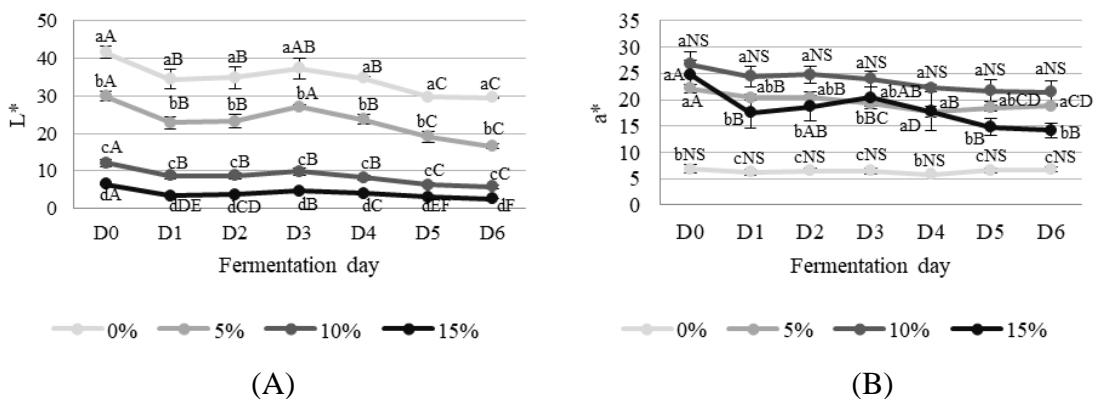 50
40
30
20
10
0
L*
aA
aB
aB
aAB
aB
aC
aC
bA
bB
bB
bA
bB
bC
bC
cA
cB
cB
cB
cB
cC
cC
dA
dDE
dCD
dB
dC
dEF
dF
D0 D1 D2 D3 D4 D5 D6
Fermentation day
0% 5% 10% 15%
(A)
35
30
25
20
15
10
5
0
a*
aNS
aNS
aNS
aNS
aNS
aNS
aNS
aA
abB
abB
abAB
aB
abCD
aCD
aA
bB
bAB
bBC
aD
bB
bB
bNS
cNS
cNS
cNS
bNS
cNS
cNS
D0 D1 D2 D3 D4 D5 D6
Fermentation day
0% 5% 10% 15%
(B)